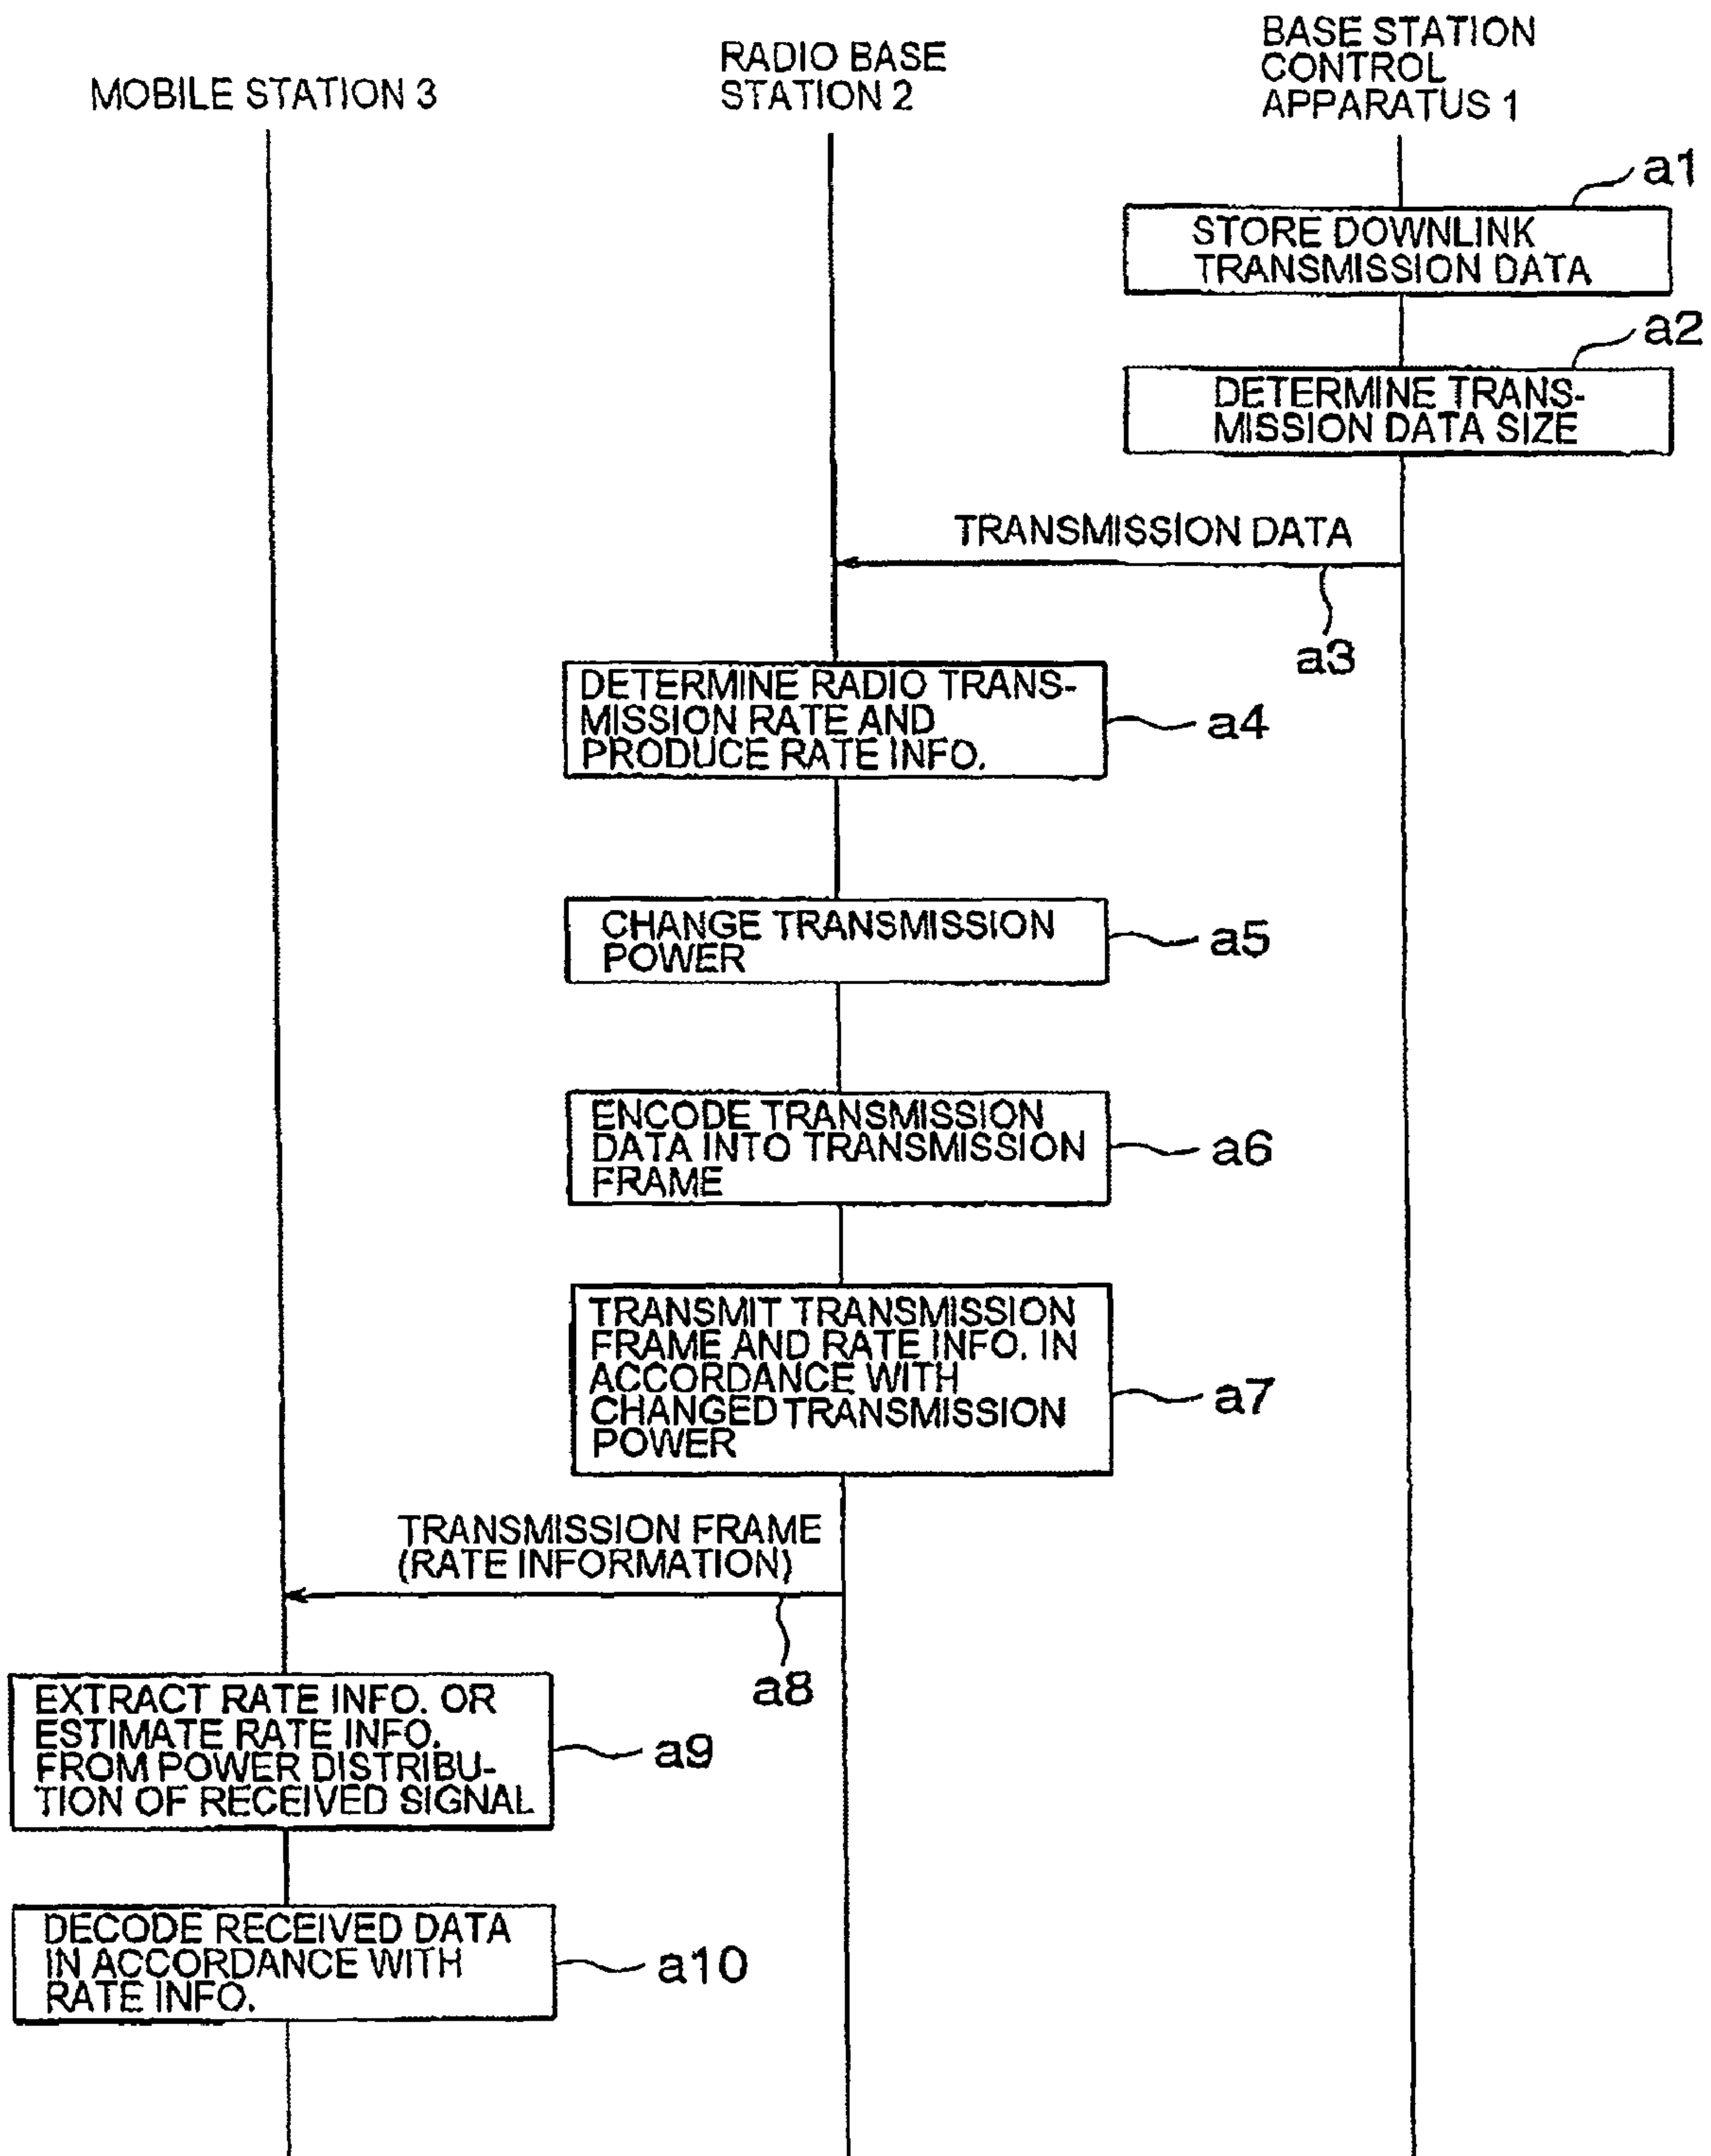 MOBILE STATION 3
RADIO BASE
STATION 2
BASE STATION
CONTROL
APPARATUS 1
a1
STORE DOWNLINK
TRANSMISSION DATA
a2
DETERMINE TRANS-
MISSION DATA SIZE
TRANSMISSION DATA
a3
DETERMINE RADIO TRANS-
MISSION RATE AND
PRODUCE RATE INFO.
a4
CHANGE TRANSMISSION
POWER
a5
ENCODE TRANSMISSION
DATA INTO TRANSMISSION
FRAME
a6
TRANSMIT TRANSMISSION
FRAME AND RATE INFO. IN
ACCORDANCE WITH
CHANGED TRANSMISSION
POWER
a7
TRANSMISSION FRAME
(RATE INFORMATION)
a8
EXTRACT RATE INFO. OR
ESTIMATE RATE INFO.
FROM POWER DISTRIBU-
TION OF RECEIVED SIGNAL
a9
DECODE RECEIVED DATA
IN ACCORDANCE WITH
RATE INFO.
a10